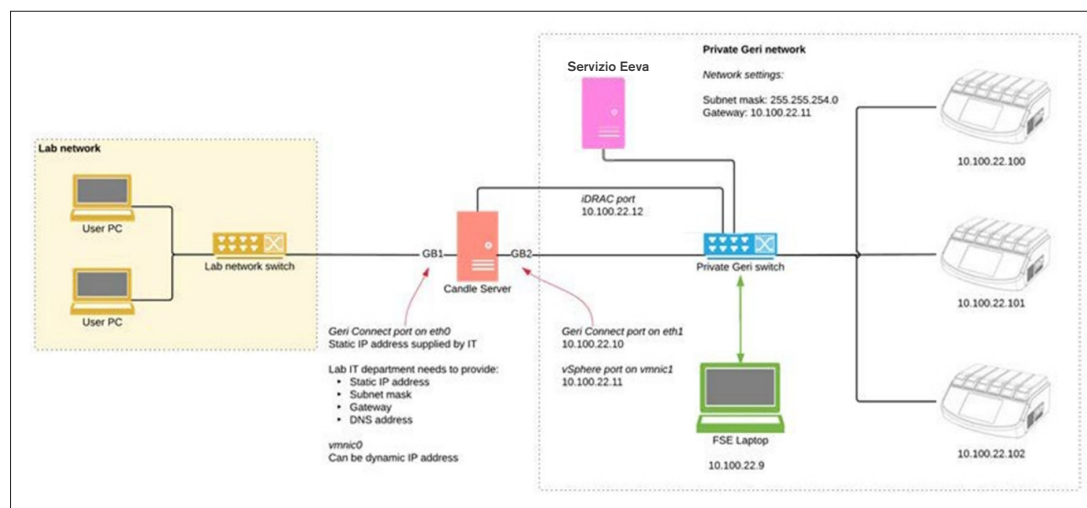 Lab network
User PC
User PC
Lab network switch
GB1
Candle Server
GB2
Geri Connect port on eth0
Static IP address supplied by IT
Lab IT department needs to provide:
• Static IP address
• Subnet mask
• Gateway
• DNS address
vmnic0
Can be dynamic IP address
Private Geri network
Network settings:
Subnet mask: 255.255.254.0
Gateway: 10.100.22.11
Servizio Eeva
iDRAC port
10.100.22.12
Private Geri switch
Geri Connect port on eth1
10.100.22.10
vSphere port on vmnic1
10.100.22.11
FSE Laptop
10.100.22.9
10.100.22.100
10.100.22.101
10.100.22.102